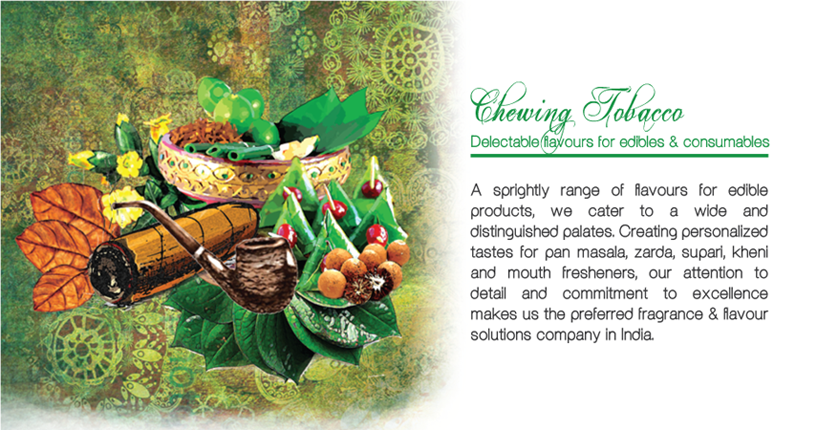 Chewing Tobacco
Delectable flavours for edibles & consumables
A sprightly range of flavours for edible
products, we cater to a wide and
distinguished palates. Creating personalized
tastes for pan masala, zarda, supari, kheni
and mouth fresheners, our attention to
detail and commitment to excellence
makes us the preferred fragrance & flavour
solutions company in India.